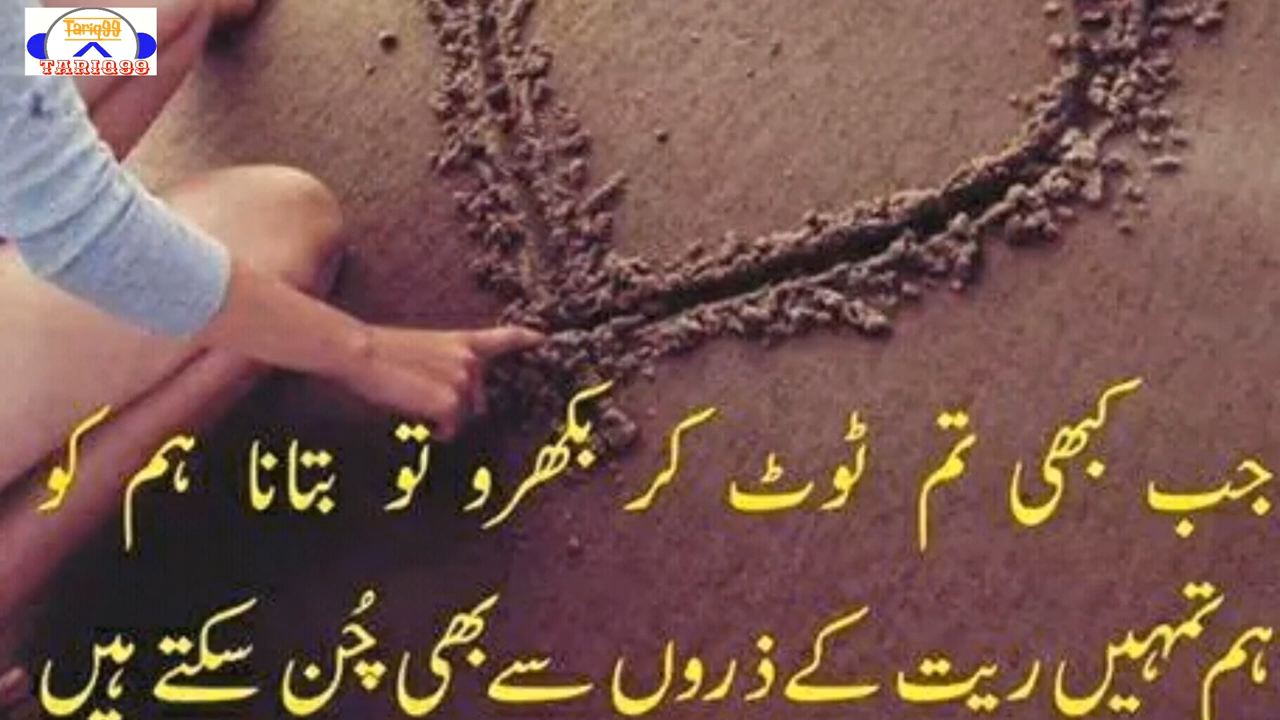 Tariq99
TARIQ99
جب کبھی تم ٹوٹ کر بکھرو تو بتانا ہم کو
ہم تمہیں ریت کے ذروں سے بھی چُن سکتے ہیں